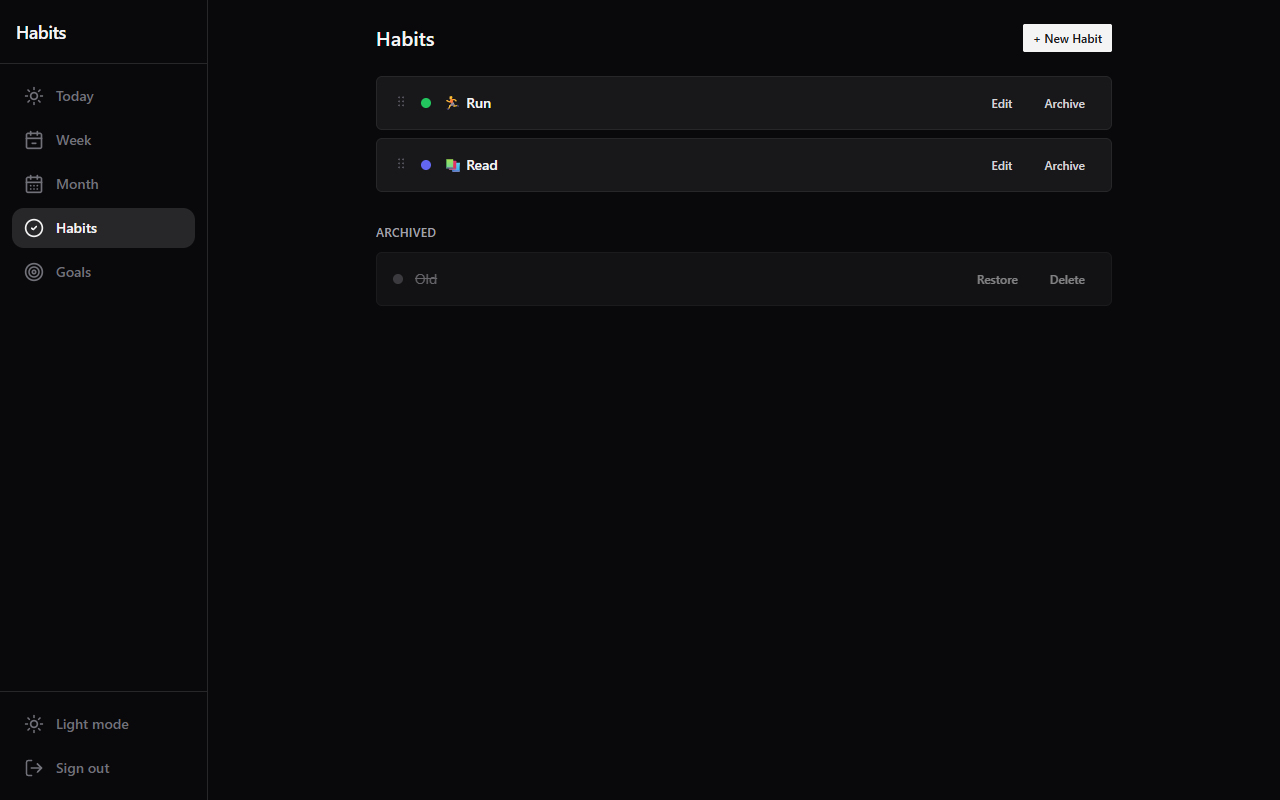 Habits
Today
Week
Month
Habits
Goals
Light mode
Sign out
Habits
+ New Habit
🏃 Run
Edit
Archive
📚 Read
Edit
Archive
ARCHIVED
Old
Restore
Delete